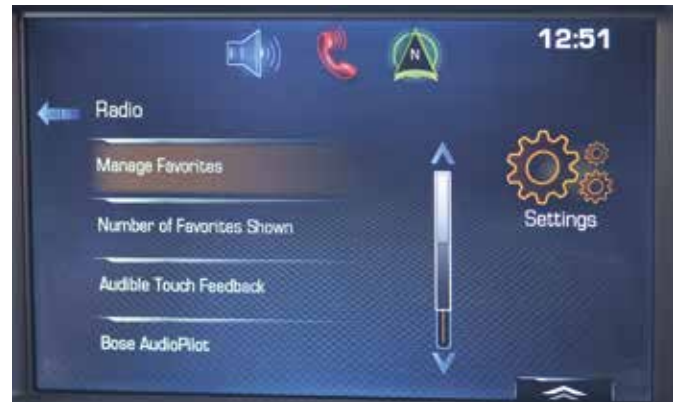 12:51
N
Radio
Manage Favorites
Number of Favorites Shown
Settings
Audible Touch Feedback
Bose AudioPilot